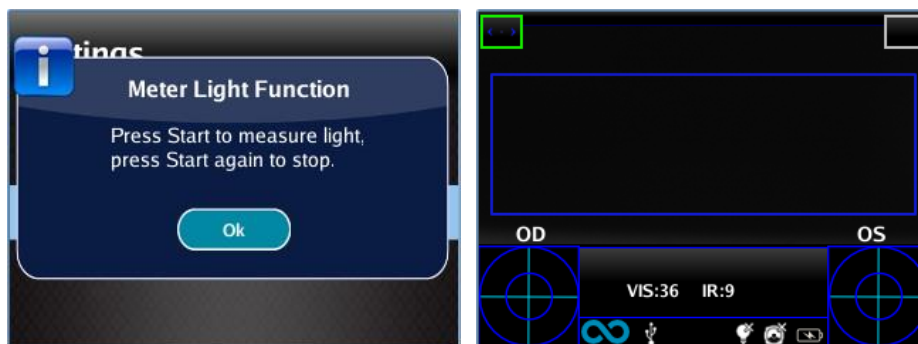 tings
Meter Light Function
Press Start to measure light,
press Start again to stop.
Ok
OD
OS
VIS:36 IR:9